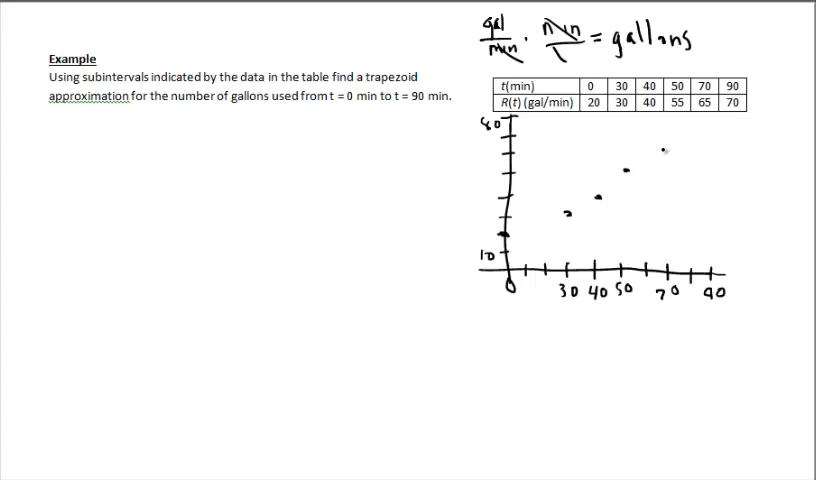 gal/min · min/1 = gallons
Example
Using subintervals indicated by the data in the table find a trapezoid
approximation for the number of gallons used from t = 0 min to t = 90 min.
t(min) 0 30 40 50 70 90
R(t) (gal/min) 20 30 40 55 65 70
80
10
0 30 40 50 70 90